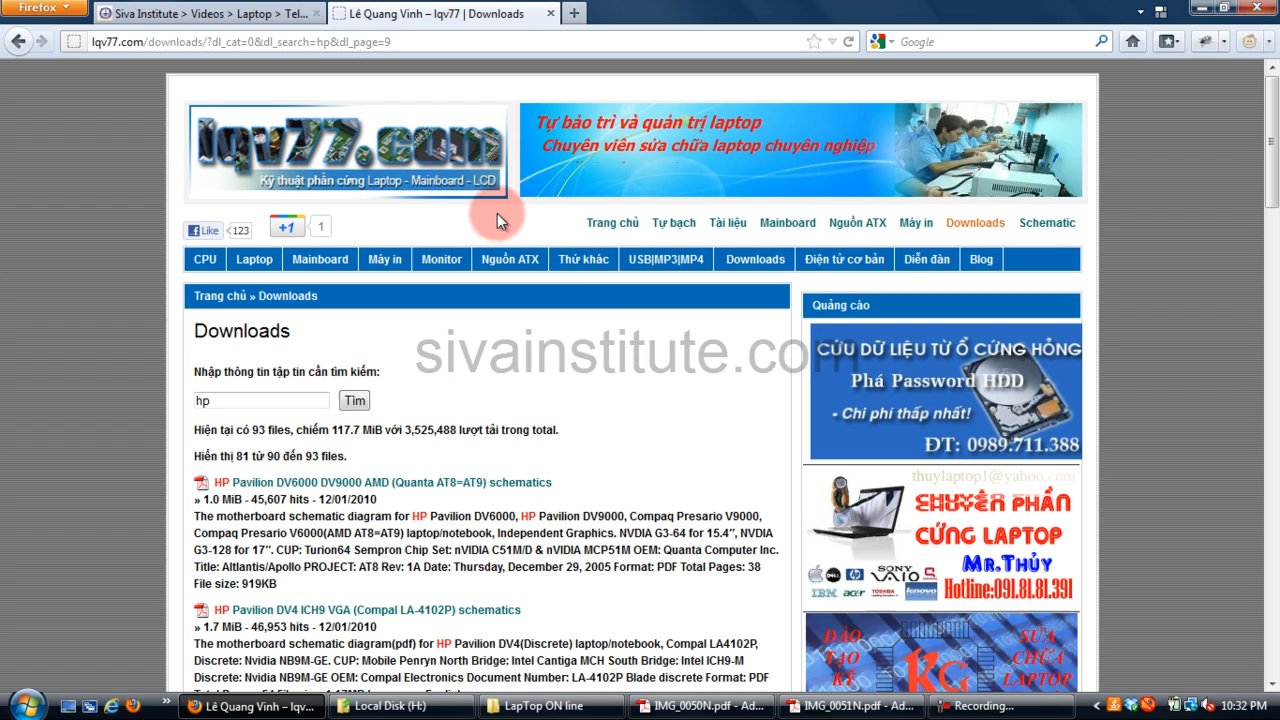 Firefox
Siva Institute > Videos > Laptop > Tel...
Lê Quang Vinh – lqv77 | Downloads
lqv77.com/downloads/?dl_cat=0&dl_search=hp&dl_page=9
Google
lqv77.com
Kỹ thuật phần cứng Laptop - Mainboard - LCD
Tự bảo trì và quản trị laptop
Chuyên viên sửa chữa laptop chuyên nghiệp
Like 123
+1 1
Trang chủ Tự bạch Tài liệu Mainboard Nguồn ATX Máy in Downloads Schematic
CPU Laptop Mainboard Máy in Monitor Nguồn ATX Thứ khác USB|MP3|MP4 Downloads Điện tử cơ bản Diễn đàn Blog
Trang chủ » Downloads
Quảng cáo
Downloads
sivainstitute.com
Nhập thông tin tập tin cần tìm kiếm:
hp
Tìm
Hiện tại có 93 files, chiếm 117.7 MiB với 3,525,488 lượt tải trong total.
Hiển thị 81 từ 90 đến 93 files.
HP Pavilion DV6000 DV9000 AMD (Quanta AT8=AT9) schematics
» 1.0 MiB - 45,607 hits - 12/01/2010
The motherboard schematic diagram for HP Pavilion DV6000, HP Pavilion DV9000, Compaq Presario V9000,
Compaq Presario V6000(AMD AT8=AT9) laptop/notebook, Independent Graphics. NVDIA G3-64 for 15.4″, NVDIA
G3-128 for 17″. CUP: Turion64 Sempron Chip Set: nVIDIA C51M/D & nVIDIA MCP51M OEM: Quanta Computer Inc.
Title: Altlantis/Apollo PROJECT: AT8 Rev: 1A Date: Thursday, December 29, 2005 Format: PDF Total Pages: 38
File size: 919KB
HP Pavilion DV4 ICH9 VGA (Compal LA-4102P) schematics
» 1.7 MiB - 46,953 hits - 12/01/2010
The motherboard schematic diagram(pdf) for HP Pavilion DV4(Discrete) laptop/notebook, Compal LA4102P,
Discrete: Nvidia NB9M-GE. CUP: Mobile Penryn North Bridge: Intel Cantiga MCH South Bridge: Intel ICH9-M
Discrete VGA: Nvidia NB9M-GE OEM: Compal Electronics Document Number: LA-4102P Blade discrete Format: PDF
CỨU DỮ LIỆU TỪ Ổ CỨNG HỎNG
Phá Password HDD
- Chi phí thấp nhất!
ĐT: 0989.711.388
thuylaptop1@yahoo.com
CHUYÊN PHẦN
CỨNG LAPTOP
Mr.THỦY
Hotline:091.81.81.391
hp SONY
VAIO
IBM acer TOSHIBA lenovo
ĐÀO
TẠO
KỸ
KG
SỬA
CHỮA
LAPTOP
Lê Quang Vinh – lqv...
Local Disk (H:)
LapTop ON line
IMG_0050N.pdf - Ad...
IMG_0051N.pdf - Ad...
Recording...
10:32 PM